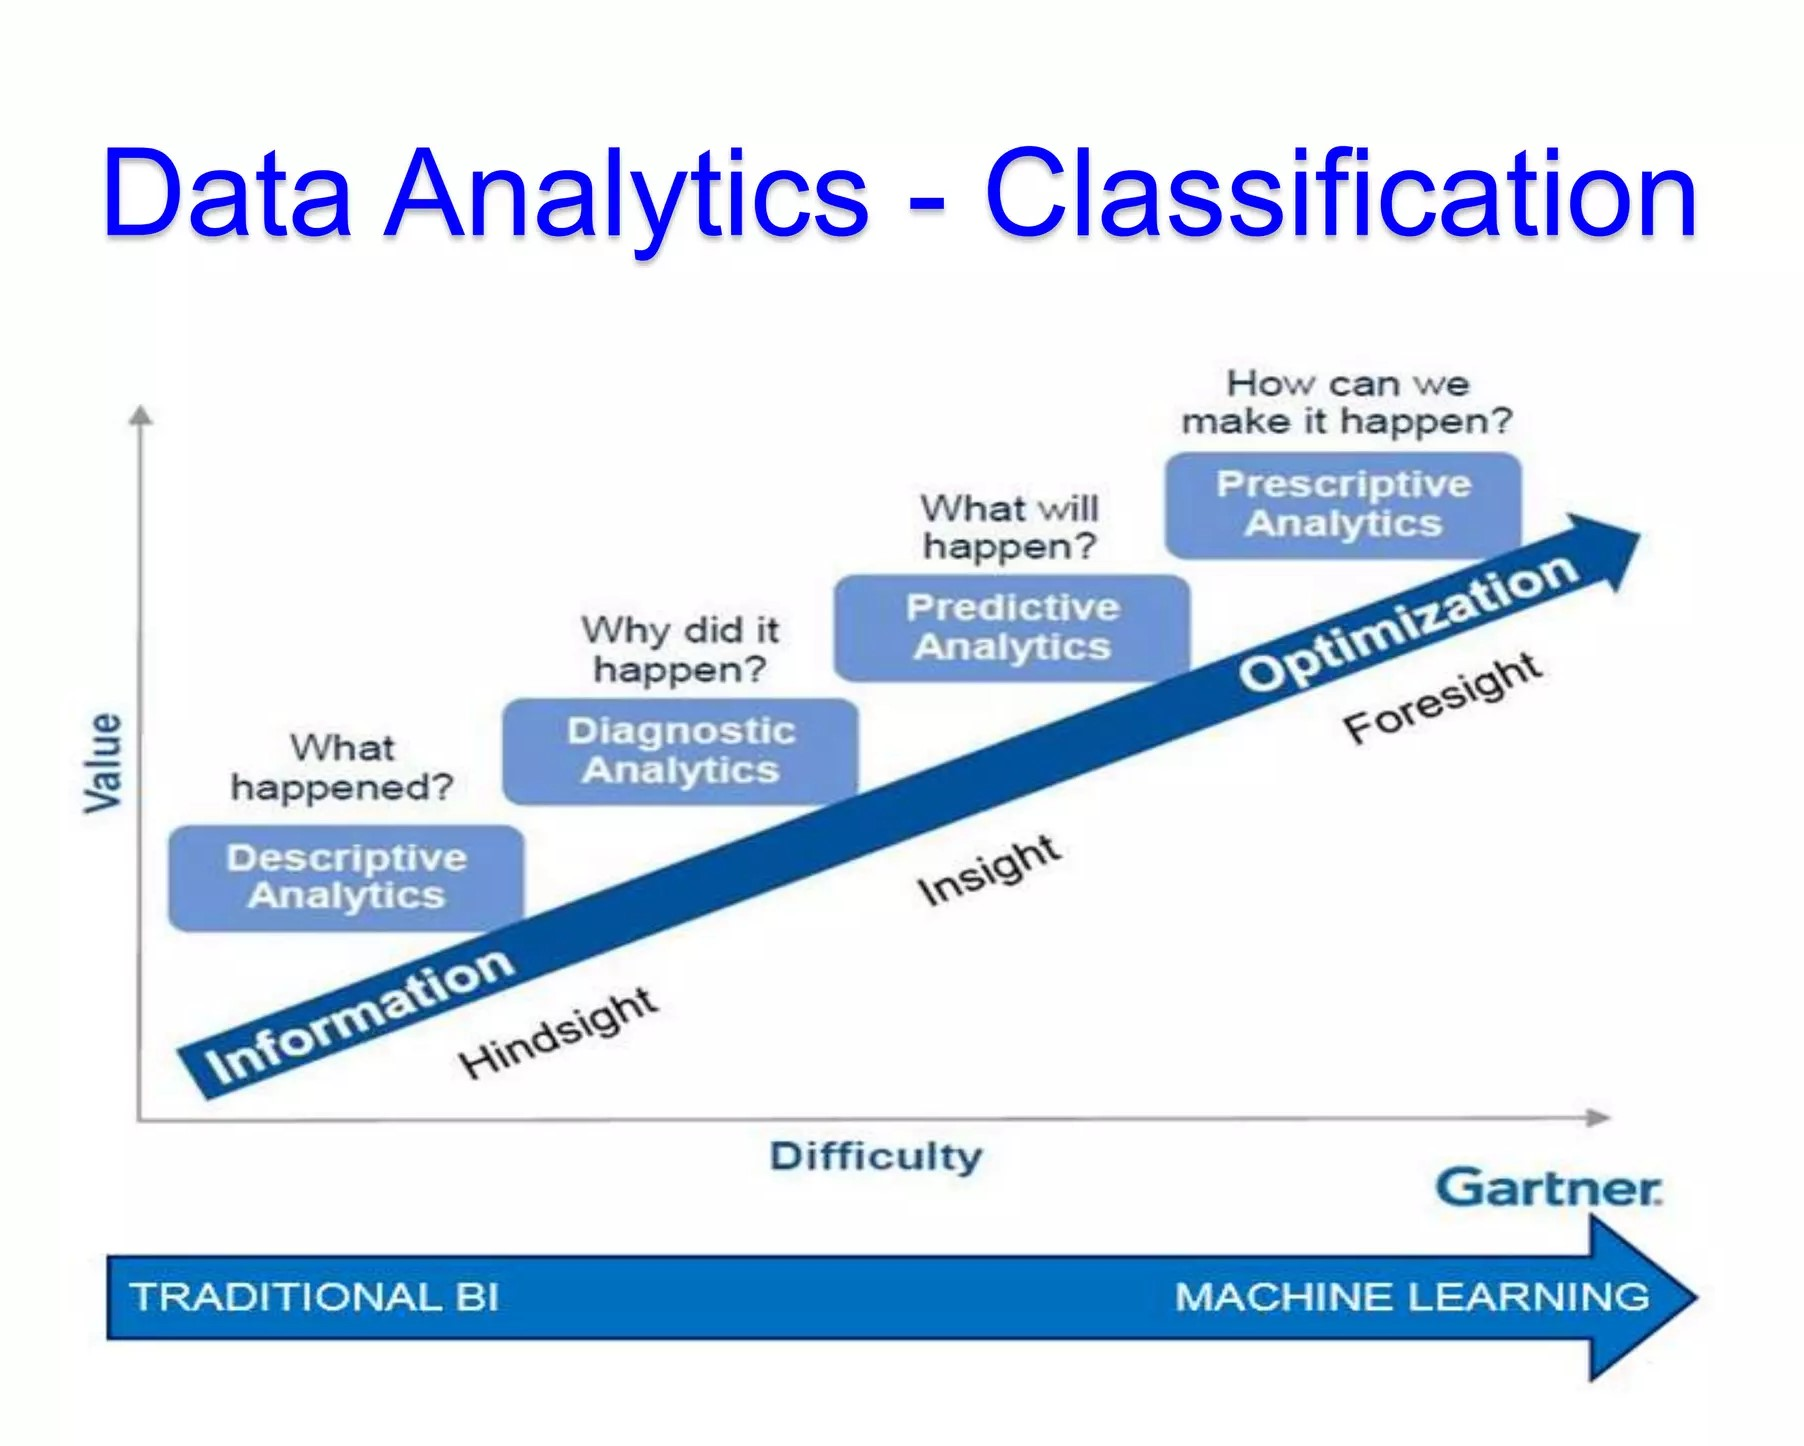 Data Analytics - Classification
How can we
make it happen?
Prescriptive
Analytics
What will
happen?
Predictive
Analytics
Why did it
happen?
Diagnostic
Analytics
What
happened?
Descriptive
Analytics
Value
Information
Optimization
Hindsight
Insight
Foresight
Difficulty
Gartner.
TRADITIONAL BI
MACHINE LEARNING